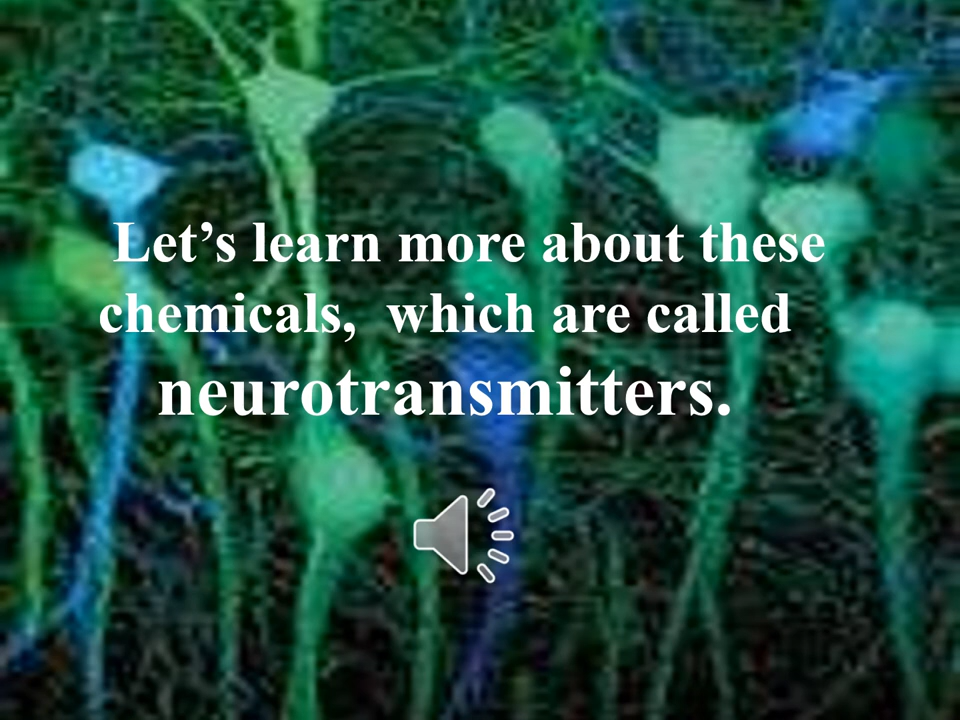 Let’s learn more about these
chemicals,  which are called
neurotransmitters.